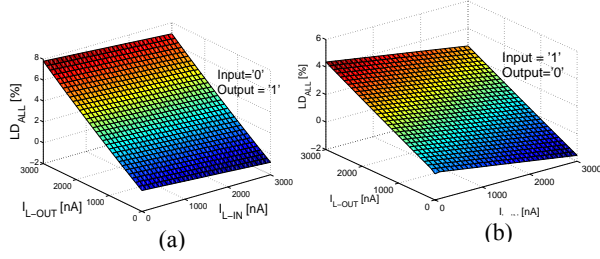 8
6
4
2
0
−2
LD_ALL [%]
3000
2000
1000
0
I_L−OUT [nA]
0
1000
2000
3000
I_L−IN [nA]
Input='0'
Output = '1'
(a)
6
4
2
0
−2
LD_ALL [%]
3000
2000
1000
0
I_L−OUT [nA]
0
1000
2000
3000
[nA]
Input = '1'
Output='0'
(b)